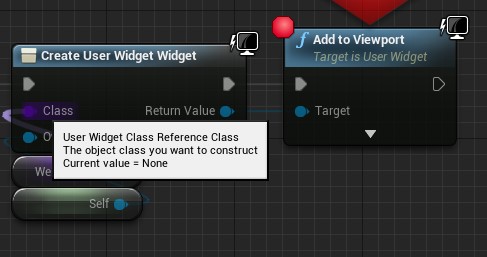 Create User Widget Widget
Class
Return Value
O
We
Self
User Widget Class Reference Class
The object class you want to construct
Current value = None
f Add to Viewport
Target is User Widget
Target